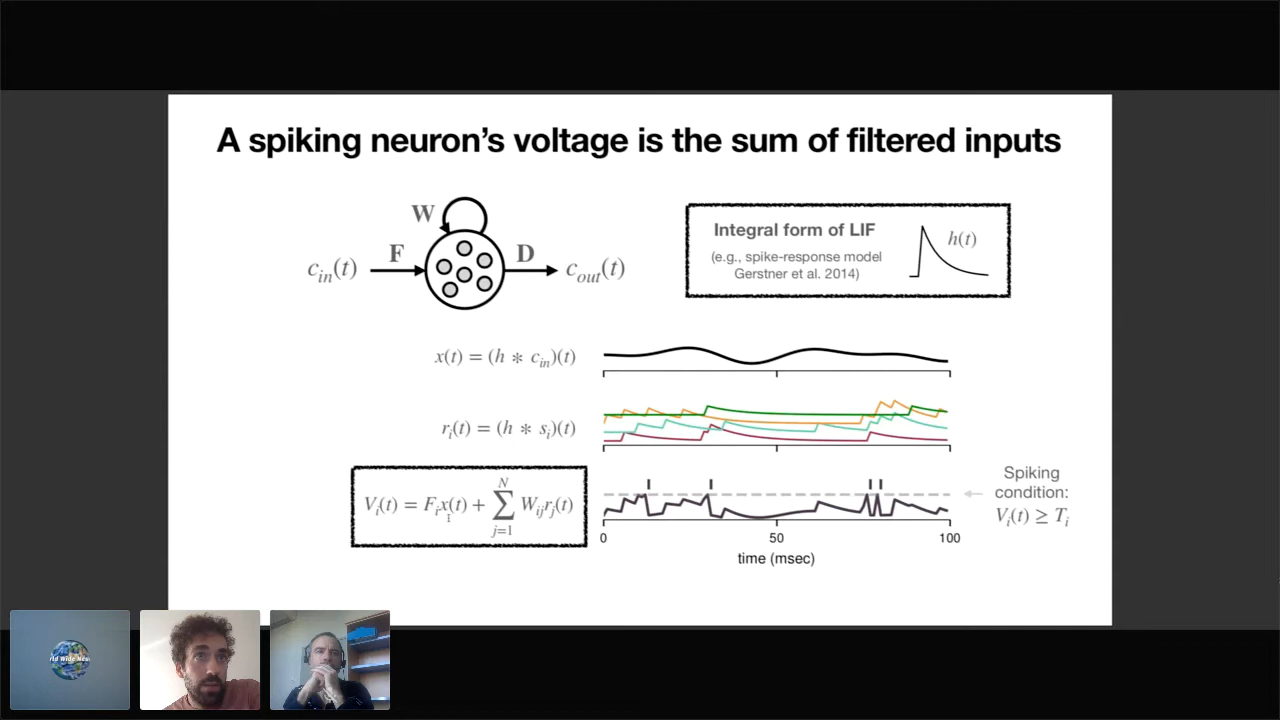 A spiking neuron's voltage is the sum of filtered inputs
W
F
D
c_in(t)
c_out(t)
Integral form of LIF
(e.g., spike-response model
Gerstner et al. 2014)
h(t)
x(t) = (h * c_in)(t)
r_i(t) = (h * s_i)(t)
V_i(t) = F_i x(t) + ∑_{j=1}^{N} W_ij r_j(t)
Spiking
condition:
V_i(t) ≥ T_i
0
50
100
time (msec)